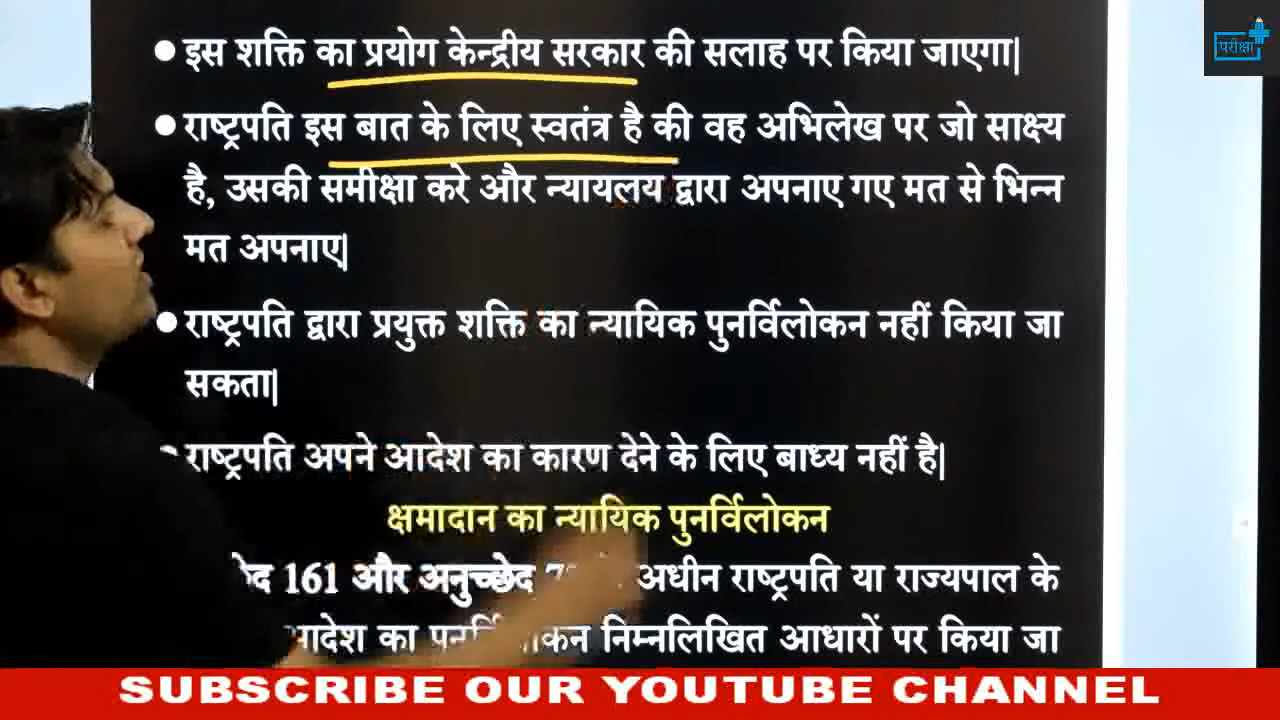 परीक्षा
इस शक्ति का प्रयोग केन्द्रीय सरकार की सलाह पर किया जाएगा|
राष्ट्रपति इस बात के लिए स्वतंत्र है की वह अभिलेख पर जो साक्ष्य
है, उसकी समीक्षा करे और न्यायलय द्वारा अपनाए गए मत से भिन्न
मत अपनाए|
राष्ट्रपति द्वारा प्रयुक्त शक्ति का न्यायिक पुनर्विलोकन नहीं किया जा
सकता|
राष्ट्रपति अपने आदेश का कारण देने के लिए बाध्य नहीं है|
क्षमादान का न्यायिक पुनर्विलोकन
161 और अनुच्छेद अधीन राष्ट्रपति या राज्यपाल के
का निम्नलिखित आधारों पर किया जा
SUBSCRIBE OUR YOUTUBE CHANNEL